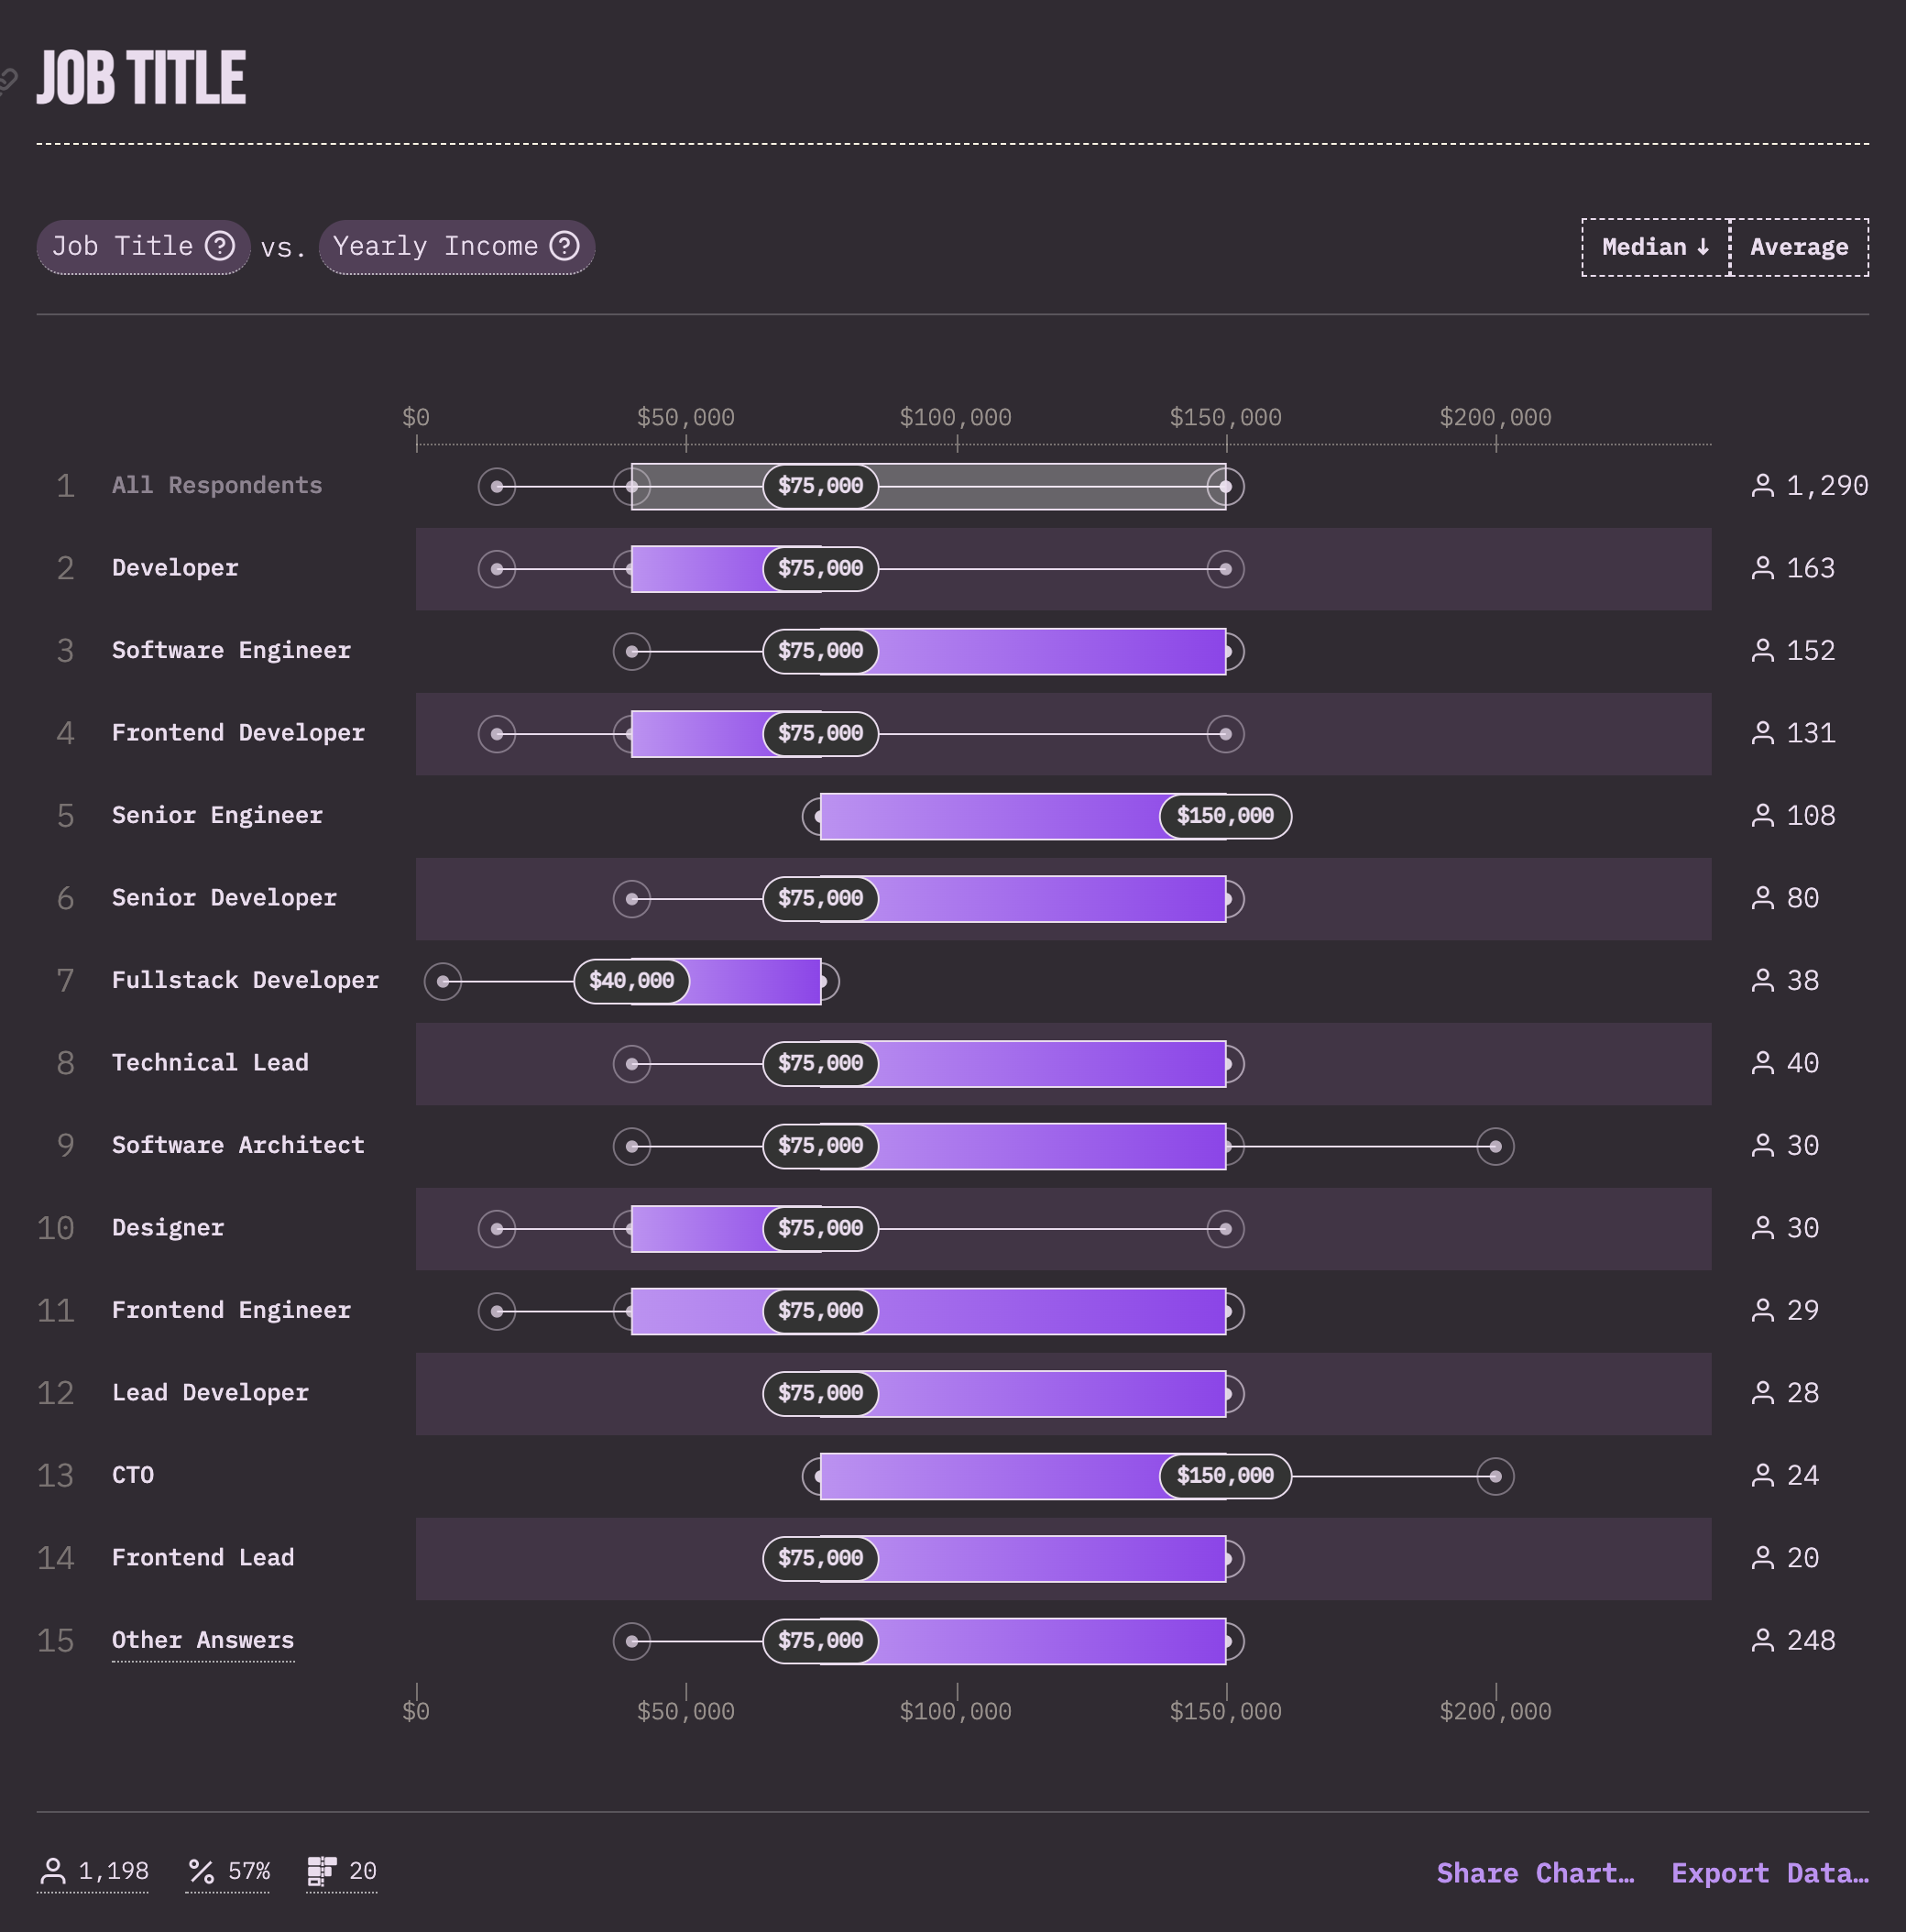 JOB TITLE
Job Title ? vs. Yearly Income ? Median ↓ Average
$0 $50,000 $100,000 $150,000 $200,000
1 All Respondents $75,000 1,290
2 Developer $75,000 163
3 Software Engineer $75,000 152
4 Frontend Developer $75,000 131
5 Senior Engineer $150,000 108
6 Senior Developer $75,000 80
7 Fullstack Developer $40,000 38
8 Technical Lead $75,000 40
9 Software Architect $75,000 30
10 Designer $75,000 30
11 Frontend Engineer $75,000 29
12 Lead Developer $75,000 28
13 CTO $150,000 24
14 Frontend Lead $75,000 20
15 Other Answers $75,000 248
$0 $50,000 $100,000 $150,000 $200,000
1,198 % 57% 20 Share Chart… Export Data…